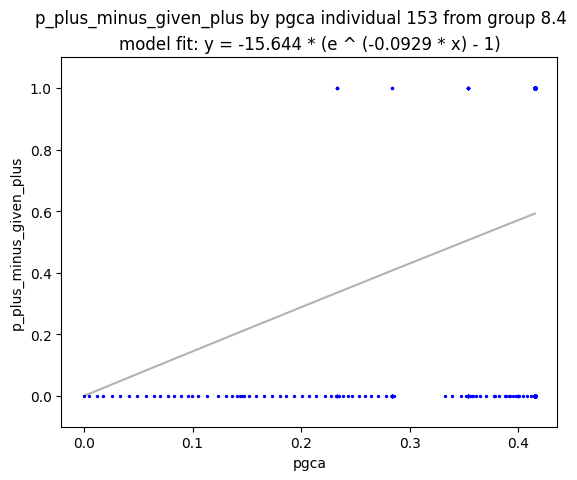 p_plus_minus_given_plus by pgca individual 153 from group 8.4
model fit: y = -15.644 * (e ^ (-0.0929 * x) - 1)
1.0
0.8
0.6
0.4
0.2
0.0
p_plus_minus_given_plus
0.0 0.1 0.2 0.3 0.4
pgca